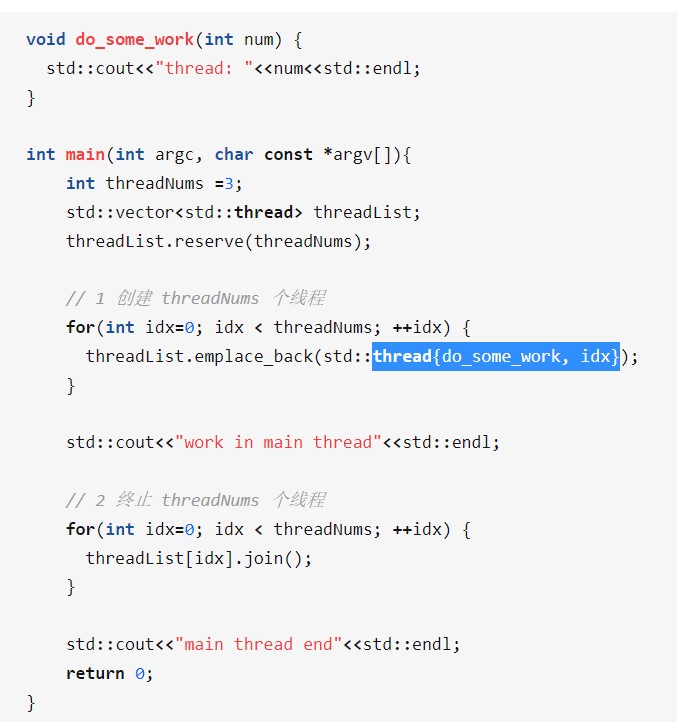 void do_some_work(int num) {
std::cout<<"thread: "<<num<<std::endl;
}
int main(int argc, char const *argv[]){
int threadNums =3;
std::vector<std::thread> threadList;
threadList.reserve(threadNums);
// 1 创建 threadNums 个线程
for(int idx=0; idx < threadNums; ++idx) {
threadList.emplace_back(std::thread{do_some_work, idx});
}
std::cout<<"work in main thread"<<std::endl;
// 2 终止 threadNums 个线程
for(int idx=0; idx < threadNums; ++idx) {
threadList[idx].join();
}
std::cout<<"main thread end"<<std::endl;
return 0;
}